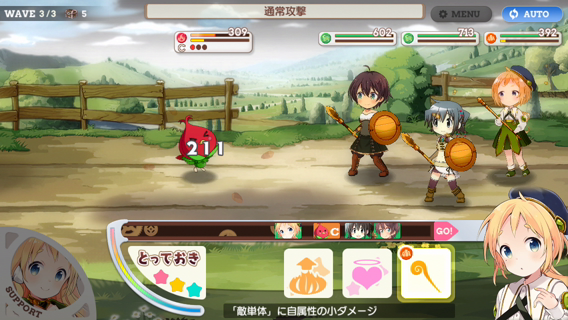 WAVE 3/3 5
通常攻撃
MENU
AUTO
309
C
602
713
392
211
C
GO!
とっておき
SUPPORT
「敵単体」に自属性の小ダメージ